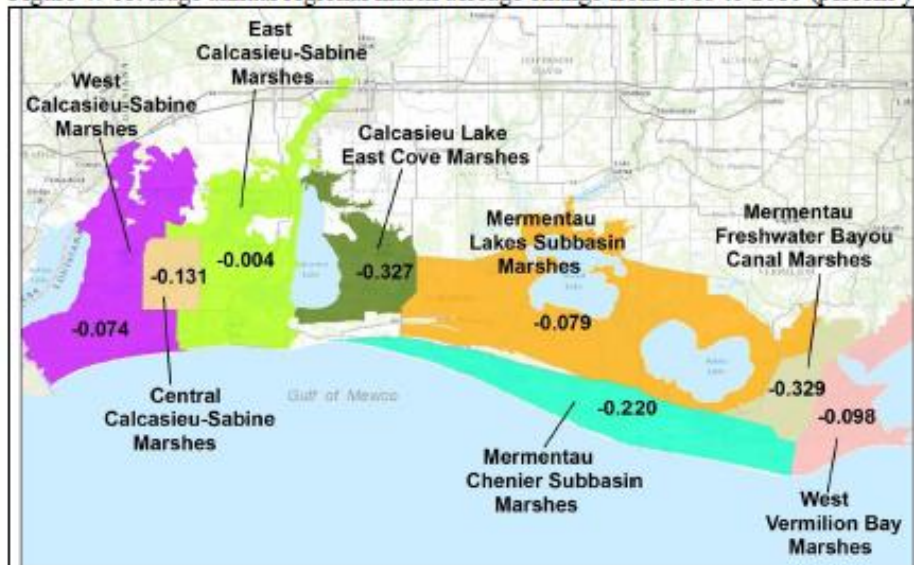 East
Calcasieu-Sabine
Marshes
West
Calcasieu-Sabine
Marshes
Calcasieu Lake
East Cove Marshes
Mermentau
Lakes Subbasin
Marshes
Mermentau
Freshwater Bayou
Canal Marshes
-0.131
-0.004
-0.327
-0.074
-0.079
-0.329
-0.098
-0.220
Central
Calcasieu-Sabine
Marshes
Gulf of Mexico
Mermentau
Chenier Subbasin
Marshes
West
Vermilion Bay
Marshes